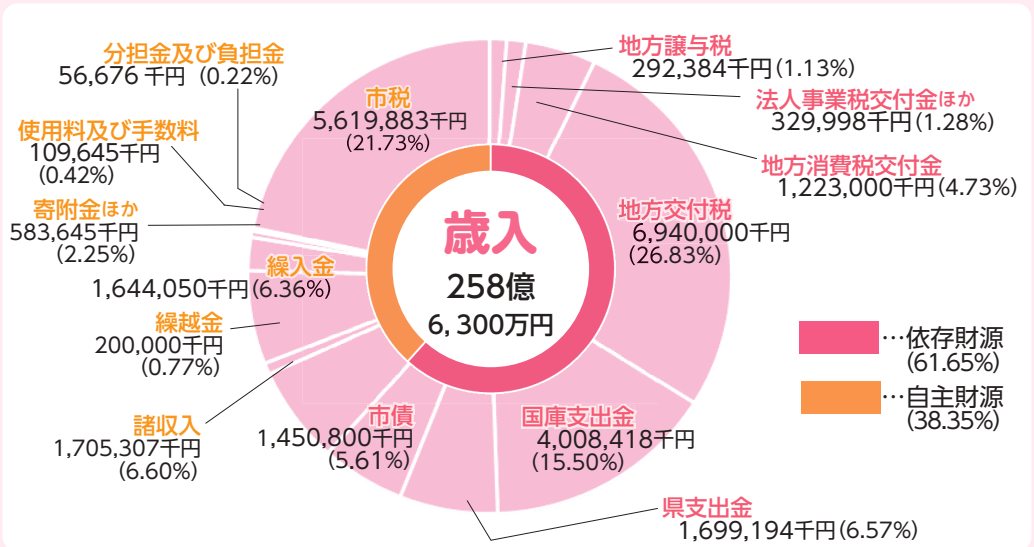 歳入
258億
6,300万円
地方譲与税
292,384千円(1.13%)
法人事業税交付金ほか
329,998千円(1.28%)
地方消費税交付金
1,223,000千円(4.73%)
地方交付税
6,940,000千円
(26.83%)
国庫支出金
4,008,418千円
(15.50%)
県支出金
1,699,194千円(6.57%)
市債
1,450,800千円
(5.61%)
諸収入
1,705,307千円
(6.60%)
繰越金
200,000千円
(0.77%)
繰入金
1,644,050千円(6.36%)
寄附金ほか
583,645千円
(2.25%)
使用料及び手数料
109,645千円
(0.42%)
分担金及び負担金
56,676千円 (0.22%)
市税
5,619,883千円
(21.73%)
…依存財源
(61.65%)
…自主財源
(38.35%)